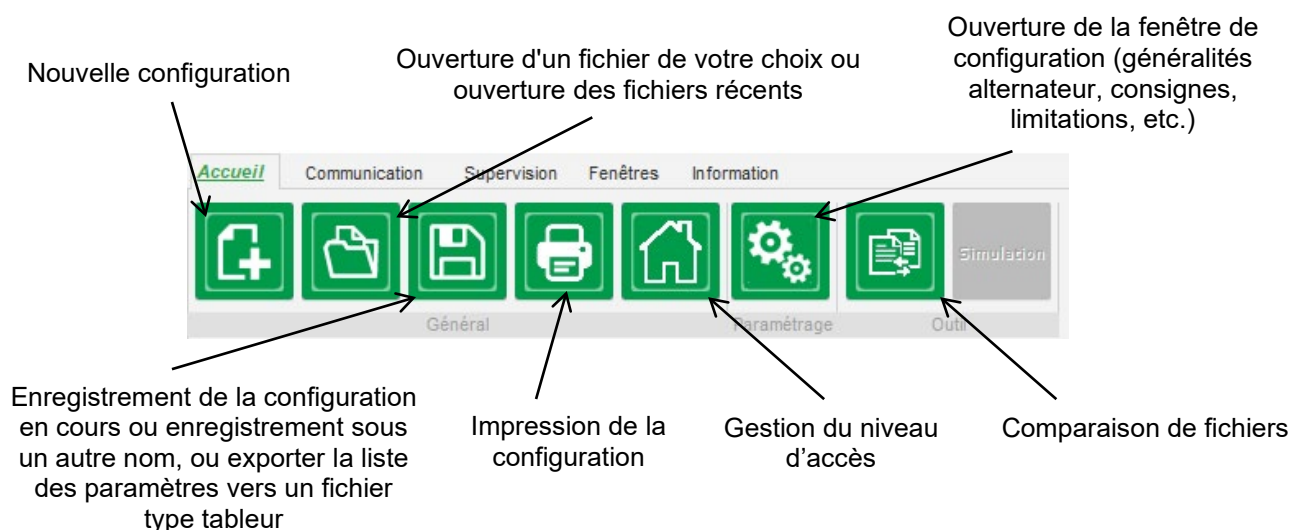 Ouverture de la fenêtre de
configuration (généralités
alternateur, consignes,
limitations, etc.)
Ouverture d'un fichier de votre choix ou
ouverture des fichiers récents
Nouvelle configuration
Accueil Communication Supervision Fenêtres Information
Simulation
Général Paramétrage Outil
Enregistrement de la configuration
en cours ou enregistrement sous
un autre nom, ou exporter la liste
des paramètres vers un fichier
type tableur
Impression de la
configuration
Gestion du niveau
d’accès
Comparaison de fichiers